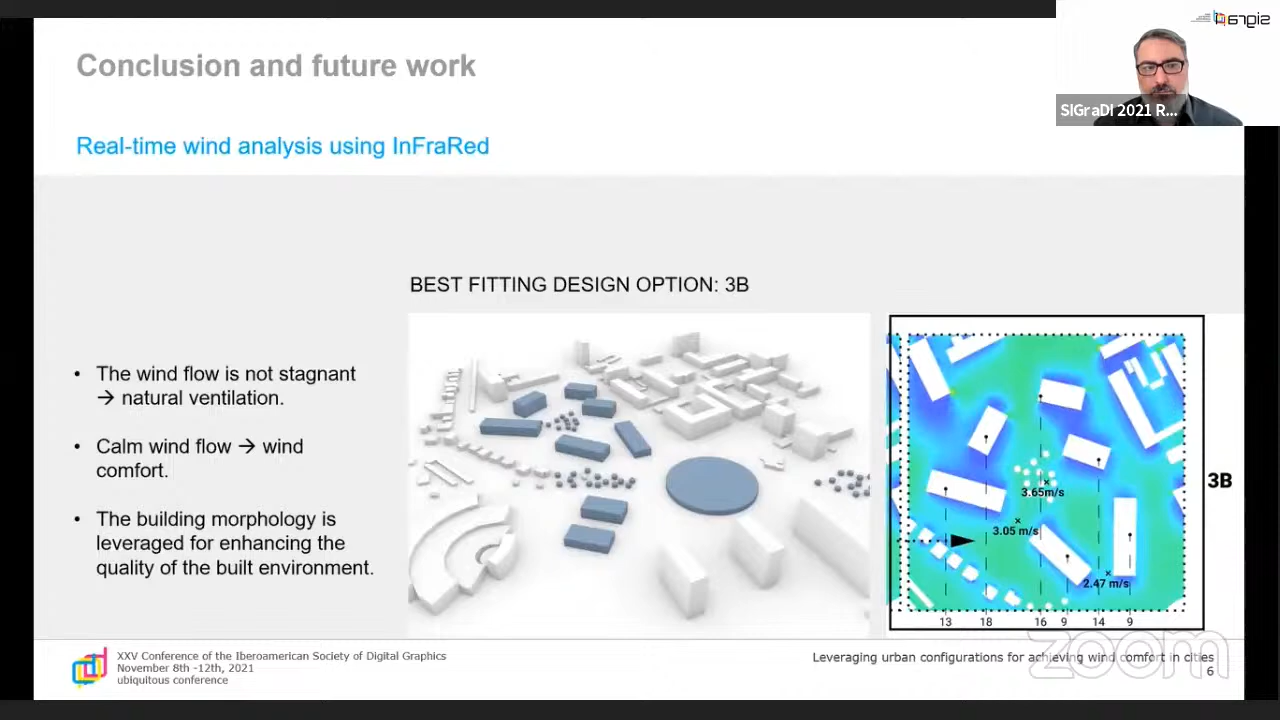 Conclusion and future work
SIGraDI 2021 R...
Real-time wind analysis using InFraRed
BEST FITTING DESIGN OPTION: 3B
• The wind flow is not stagnant
→ natural ventilation.
• Calm wind flow → wind
comfort.
• The building morphology is
leveraged for enhancing the
quality of the built environment.
3.65m/s
3.05 m/s
2.47 m/s
13 18 16 9 14 9
3B
XXV Conference of the Iberoamerican Society of Digital Graphics
November 8th -12th, 2021
ubiquitous conference
Leveraging urban configurations for achieving wind comfort in cities
6
zoom